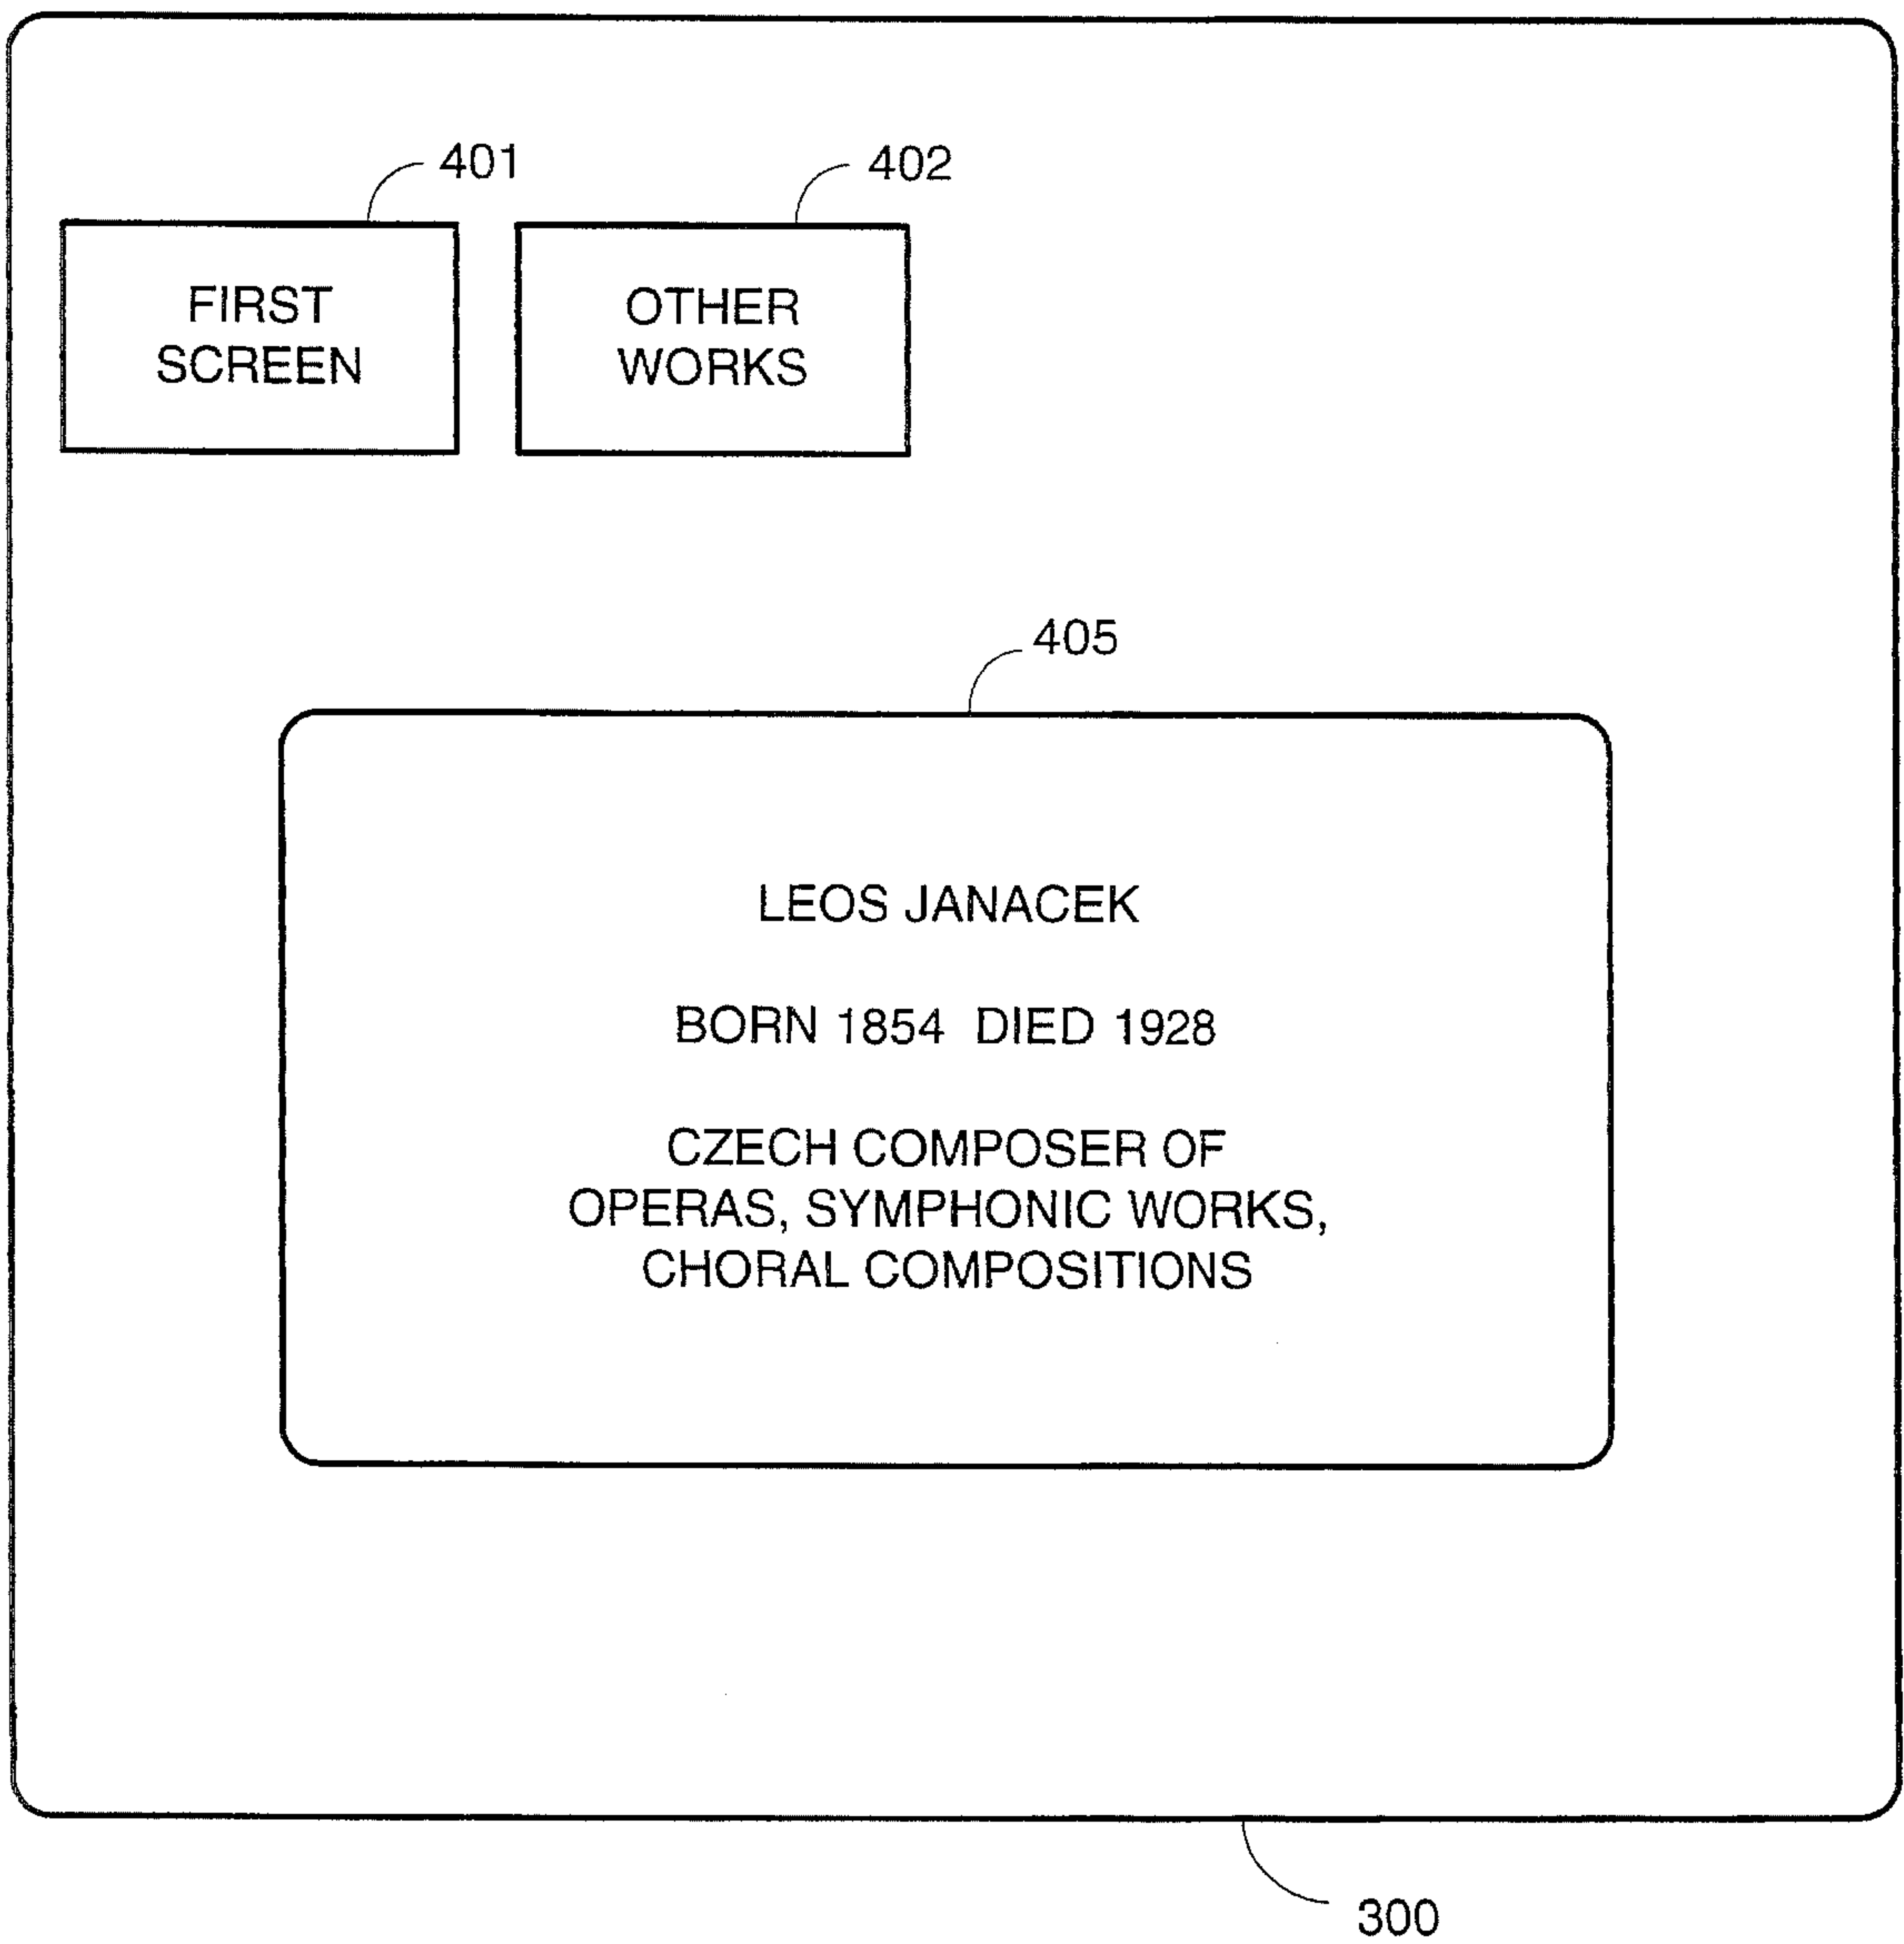 401
402
FIRST
SCREEN
OTHER
WORKS
405
LEOS JANACEK
BORN 1854 DIED 1928
CZECH COMPOSER OF
OPERAS, SYMPHONIC WORKS,
CHORAL COMPOSITIONS
300